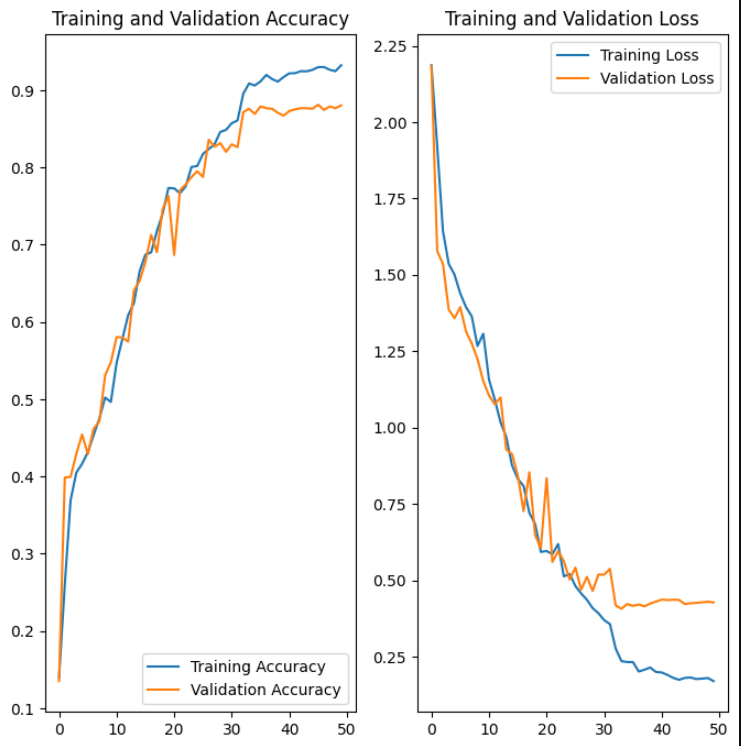 Training and Validation Accuracy
0.9
0.8
0.7
0.6
0.5
0.4
0.3
0.2
0.1
0 10 20 30 40 50
Training Accuracy
Validation Accuracy
Training and Validation Loss
2.25
2.00
1.75
1.50
1.25
1.00
0.75
0.50
0.25
0 10 20 30 40 50
Training Loss
Validation Loss